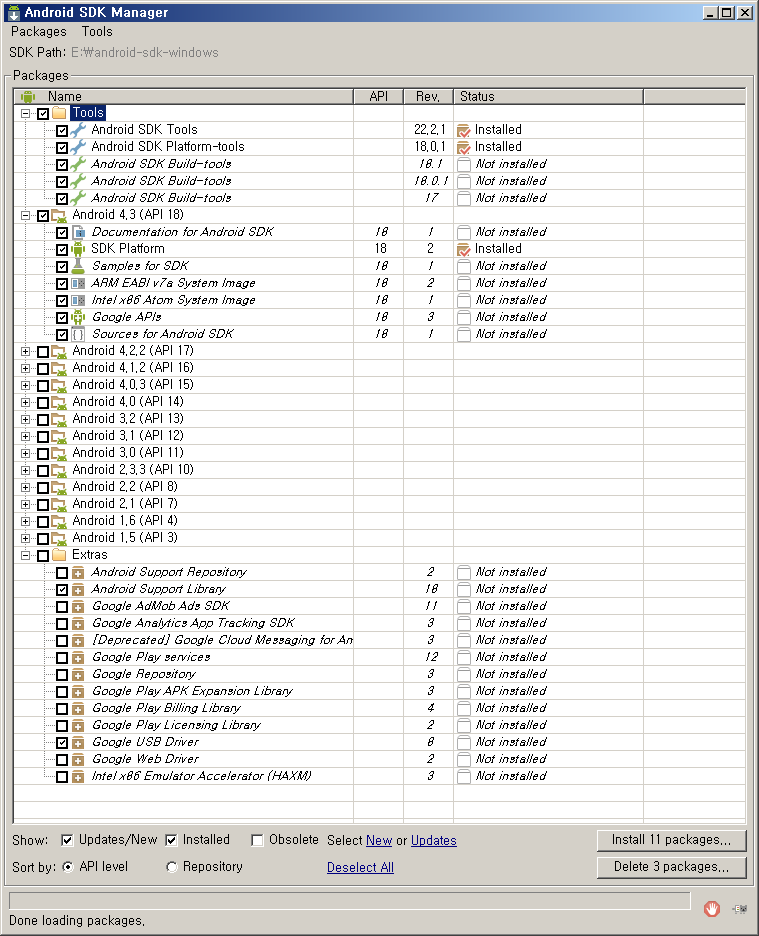 Android SDK Manager
Packages Tools
SDK Path: E:₩android-sdk-windows
Packages
Name API Rev. Status
Tools
Android SDK Tools 22.2.1 Installed
Android SDK Platform-tools 18.0.1 Installed
Android SDK Build-tools 18.1 Not installed
Android SDK Build-tools 18.0.1 Not installed
Android SDK Build-tools 17 Not installed
Android 4.3 (API 18)
Documentation for Android SDK 18 1 Not installed
SDK Platform 18 2 Installed
Samples for SDK 18 1 Not installed
ARM EABI v7a System Image 18 2 Not installed
Intel x86 Atom System Image 18 1 Not installed
Google APIs 18 3 Not installed
Sources for Android SDK 18 1 Not installed
Android 4.2.2 (API 17)
Android 4.1.2 (API 16)
Android 4.0.3 (API 15)
Android 4.0 (API 14)
Android 3.2 (API 13)
Android 3.1 (API 12)
Android 3.0 (API 11)
Android 2.3.3 (API 10)
Android 2.2 (API 8)
Android 2.1 (API 7)
Android 1.6 (API 4)
Android 1.5 (API 3)
Extras
Android Support Repository 2 Not installed
Android Support Library 18 Not installed
Google AdMob Ads SDK 11 Not installed
Google Analytics App Tracking SDK 3 Not installed
[Deprecated] Google Cloud Messaging for An 3 Not installed
Google Play services 12 Not installed
Google Repository 3 Not installed
Google Play APK Expansion Library 3 Not installed
Google Play Billing Library 4 Not installed
Google Play Licensing Library 2 Not installed
Google USB Driver 8 Not installed
Google Web Driver 2 Not installed
Intel x86 Emulator Accelerator (HAXM) 3 Not installed
Show: Updates/New Installed Obsolete Select New or Updates Install 11 packages...
Sort by: API level Repository Deselect All Delete 3 packages...
Done loading packages.